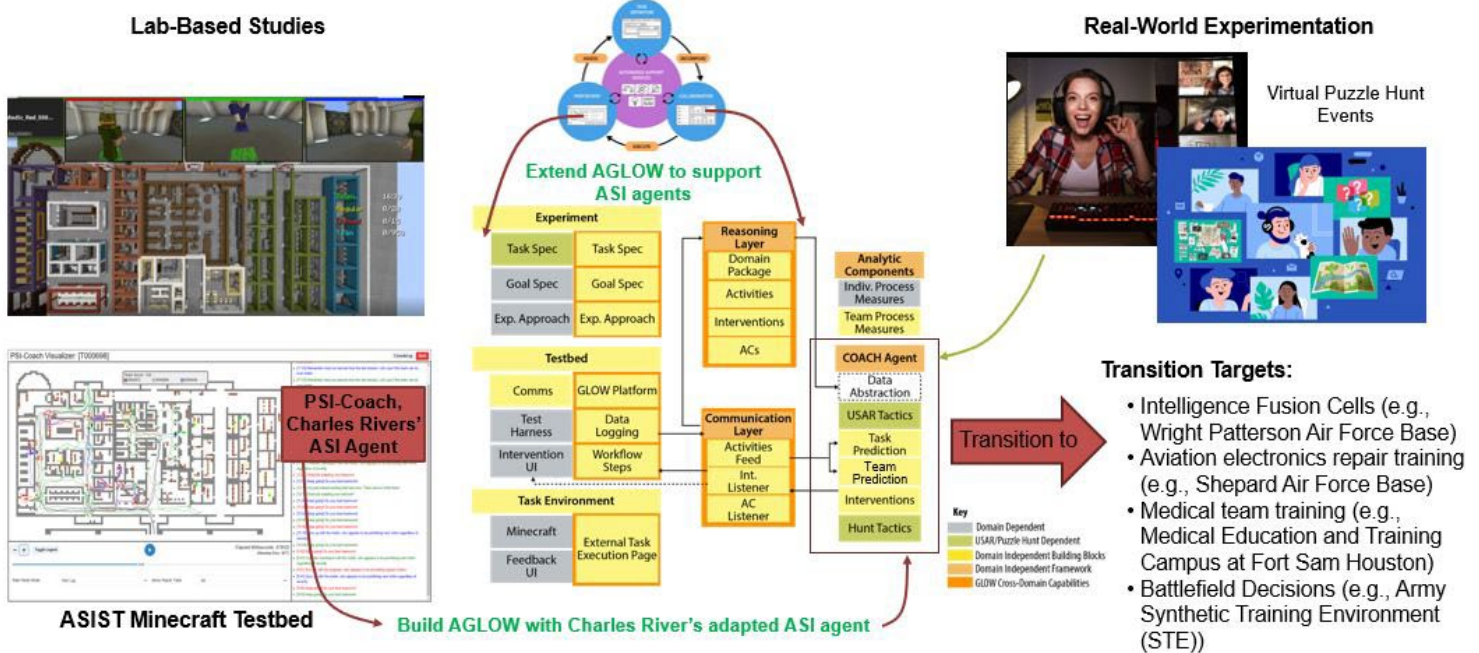 Lab-Based Studies
Real-World Experimentation
Virtual Puzzle Hunt
Events
Extend AGLOW to support
ASI agents
Experiment
Task Spec
Task Spec
Goal Spec
Goal Spec
Exp. Approach
Exp. Approach
Testbed
Comms
GLOW Platform
Test
Harness
Data
Logging
Intervention
UI
Workflow
Steps
Task Environment
Minecraft
Feedback
UI
External Task
Execution Page
Reasoning
Layer
Domain
Package
Activities
Interventions
ACs
Communication
Layer
Activities
Feed
Int.
Listener
AC
Listener
Analytic
Components
Indiv. Process
Measures
Team Process
Measures
COACH Agent
Data
Abstraction
USAR Tactics
Task
Prediction
Team
Prediction
Interventions
Hunt Tactics
Key
Domain Dependent
USAR/Puzzle Hunt Dependent
Domain Independent Building Blocks
Domain Independent Framework
GLOW Cross-Domain Capabilities
PSI-Coach Visualizer: [T000698]
PSI-Coach,
Charles Rivers'
ASI Agent
ASIST Minecraft Testbed
Build AGLOW with Charles River's adapted ASI agent
Transition to
Transition Targets:
• Intelligence Fusion Cells (e.g.,
Wright Patterson Air Force Base)
• Aviation electronics repair training
(e.g., Shepard Air Force Base)
• Medical team training (e.g.,
Medical Education and Training
Campus at Fort Sam Houston)
• Battlefield Decisions (e.g., Army
Synthetic Training Environment
(STE))